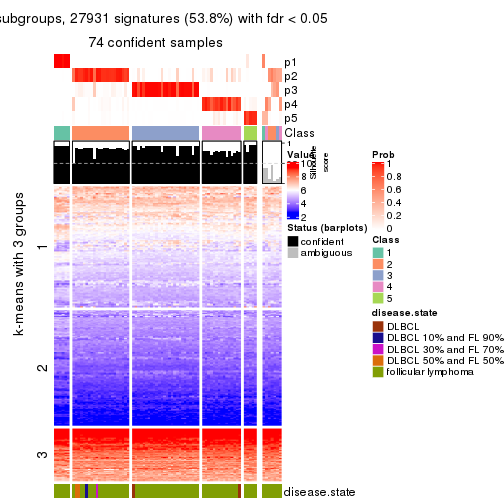 subgroups, 27931 signatures (53.8%) with fdr < 0.05
74 confident samples
p1
p2
p3
p4
p5
Class
1
Silhouette
score
Value
10
8
6
4
2
Status (barplots)
confident
ambiguous
Prob
1
0.8
0.6
0.4
0.2
0
Class
1
2
3
4
5
disease.state
DLBCL
DLBCL 10% and FL 90%
DLBCL 30% and FL 70%
DLBCL 50% and FL 50%
follicular lymphoma
k-means with 3 groups
1
2
3
disease.state